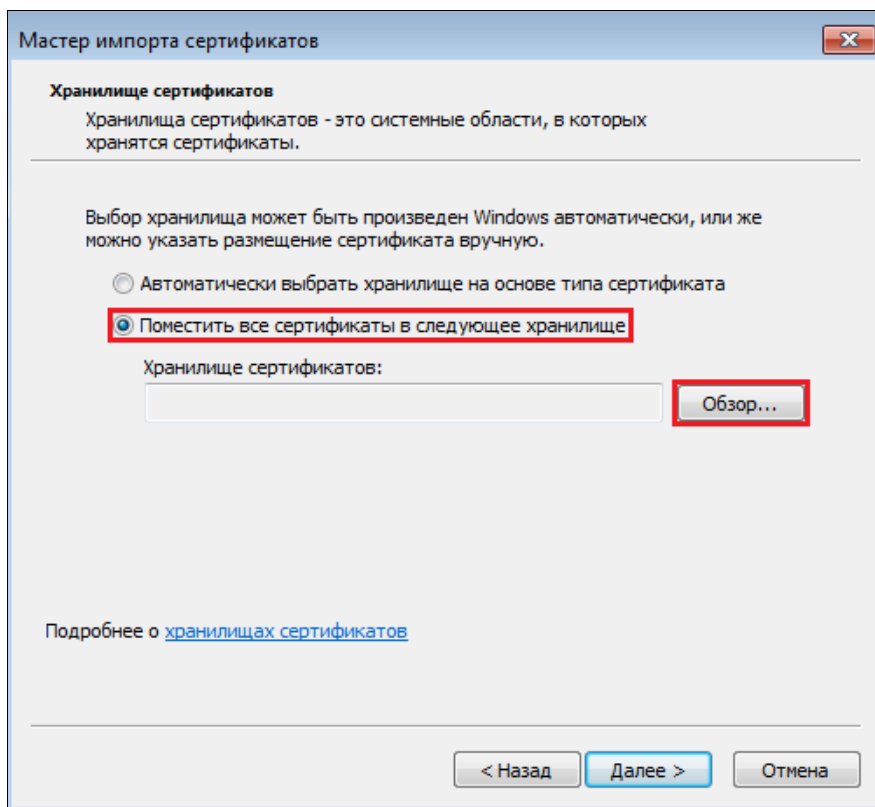 Мастер импорта сертификатов
Хранилище сертификатов
Хранилища сертификатов - это системные области, в которых
хранятся сертификаты.
Выбор хранилища может быть произведен Windows автоматически, или же
можно указать размещение сертификата вручную.
Автоматически выбрать хранилище на основе типа сертификата
Поместить все сертификаты в следующее хранилище
Хранилище сертификатов:
Обзор...
Подробнее о хранилищах сертификатов
< Назад
Далее >
Отмена